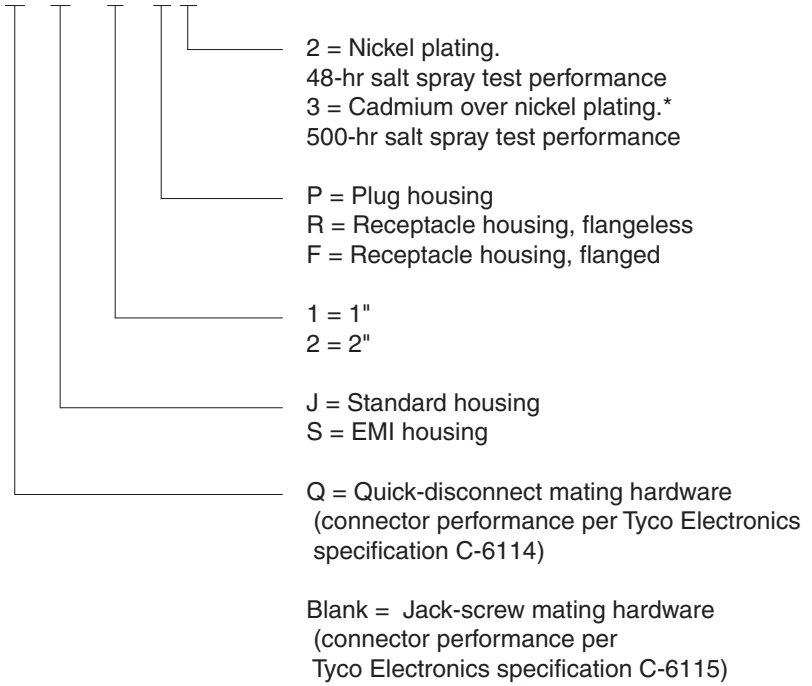 2 = Nickel plating.
48-hr salt spray test performance
3 = Cadmium over nickel plating.*
500-hr salt spray test performance
P = Plug housing
R = Receptacle housing, flangeless
F = Receptacle housing, flanged
1 = 1"
2 = 2"
J = Standard housing
S = EMI housing
Q = Quick-disconnect mating hardware
(connector performance per Tyco Electronics
specification C-6114)
Blank = Jack-screw mating hardware
(connector performance per
Tyco Electronics specification C-6115)